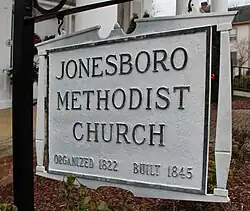 JONESBORO
METHODIST
CHURCH
ORGANIZED 1822 BUILT 1845